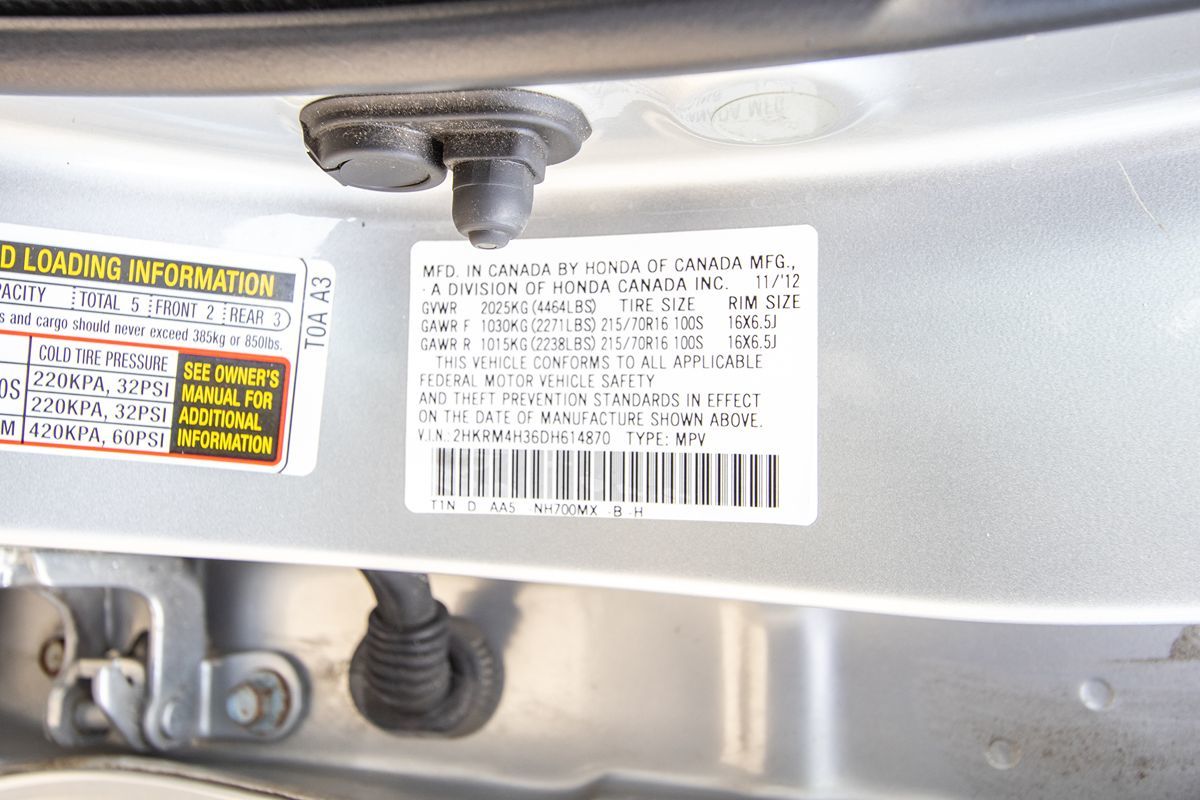 D LOADING INFORMATION
PACITY TOTAL 5 FRONT 2 REAR 3
s and cargo should never exceed 385kg or 850lbs.
COLD TIRE PRESSURE
220KPA, 32PSI
0S 220KPA, 32PSI
M 420KPA, 60PSI
SEE OWNER'S
MANUAL FOR
ADDITIONAL
INFORMATION
T0A A3
MFD. IN CANADA BY HONDA OF CANADA MFG.,
A DIVISION OF HONDA CANADA INC. 11/'12
GVWR 2025KG (4464LBS) TIRE SIZE RIM SIZE
GAWR F 1030KG (2271LBS) 215/70R16 100S 16X6.5J
GAWR R 1015KG (2238LBS) 215/70R16 100S 16X6.5J
THIS VEHICLE CONFORMS TO ALL APPLICABLE
FEDERAL MOTOR VEHICLE SAFETY
AND THEFT PREVENTION STANDARDS IN EFFECT
ON THE DATE OF MANUFACTURE SHOWN ABOVE.
V.I.N.: 2HKRM4H36DH614870 TYPE: MPV
T1N D AA5 NH700MX -B -H